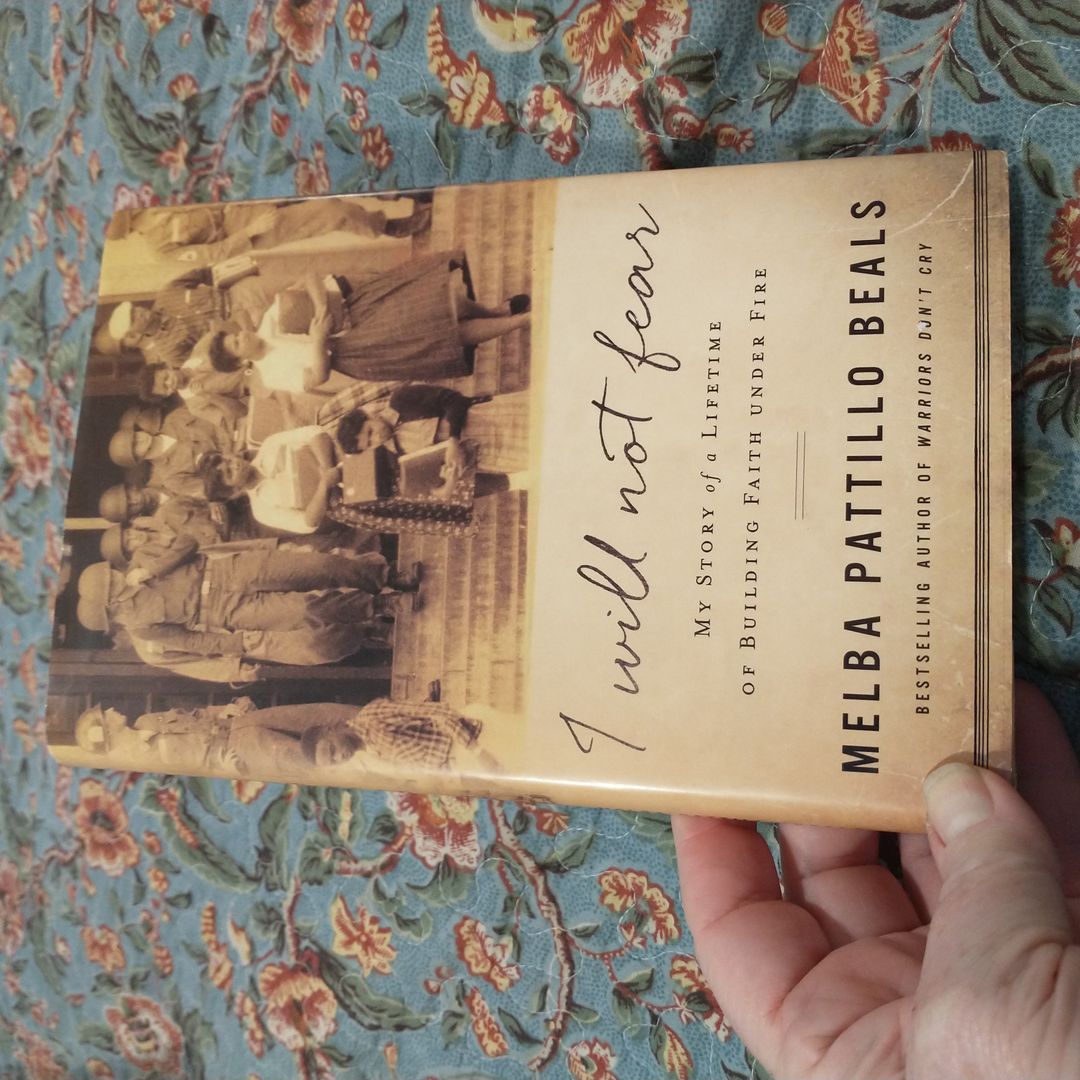 I will not fear
MY STORY of a LIFETIME
OF BUILDING FAITH UNDER FIRE
MELBA PATTILLO BEALS
BESTSELLING AUTHOR OF WARRIORS DON'T CRY